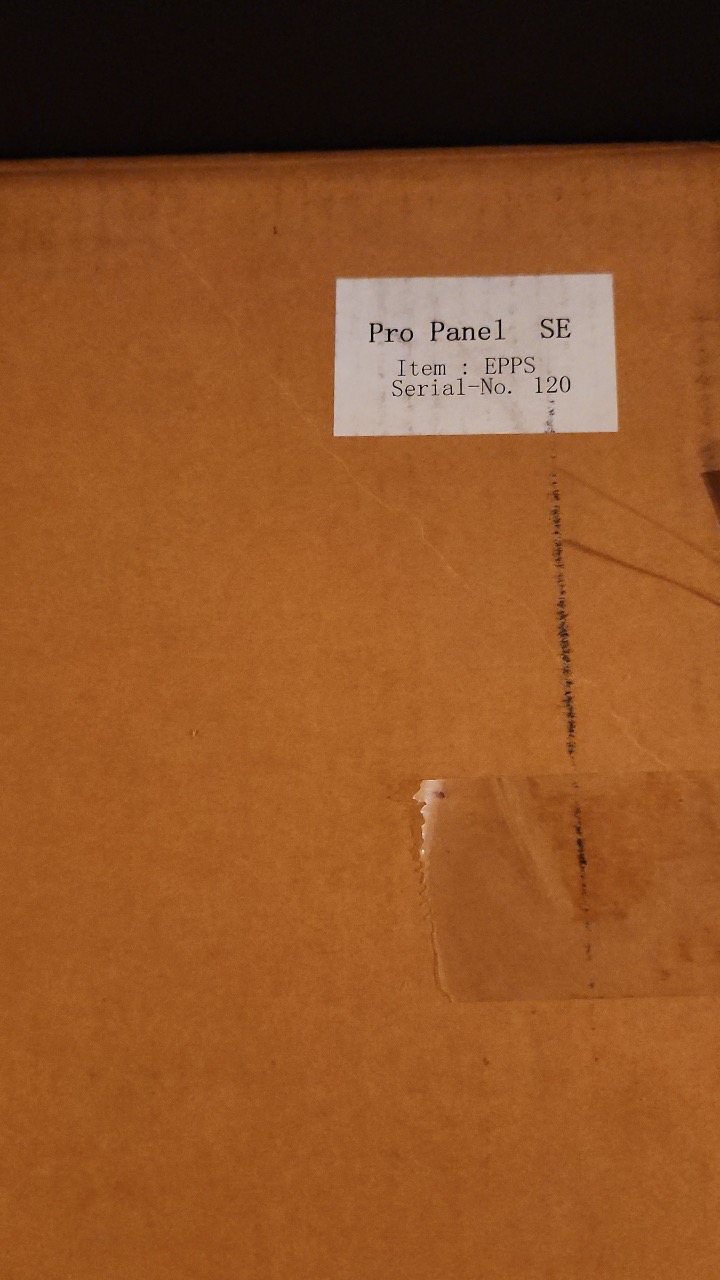 Pro Panel SE
Item : EPPS
Serial-No. 120